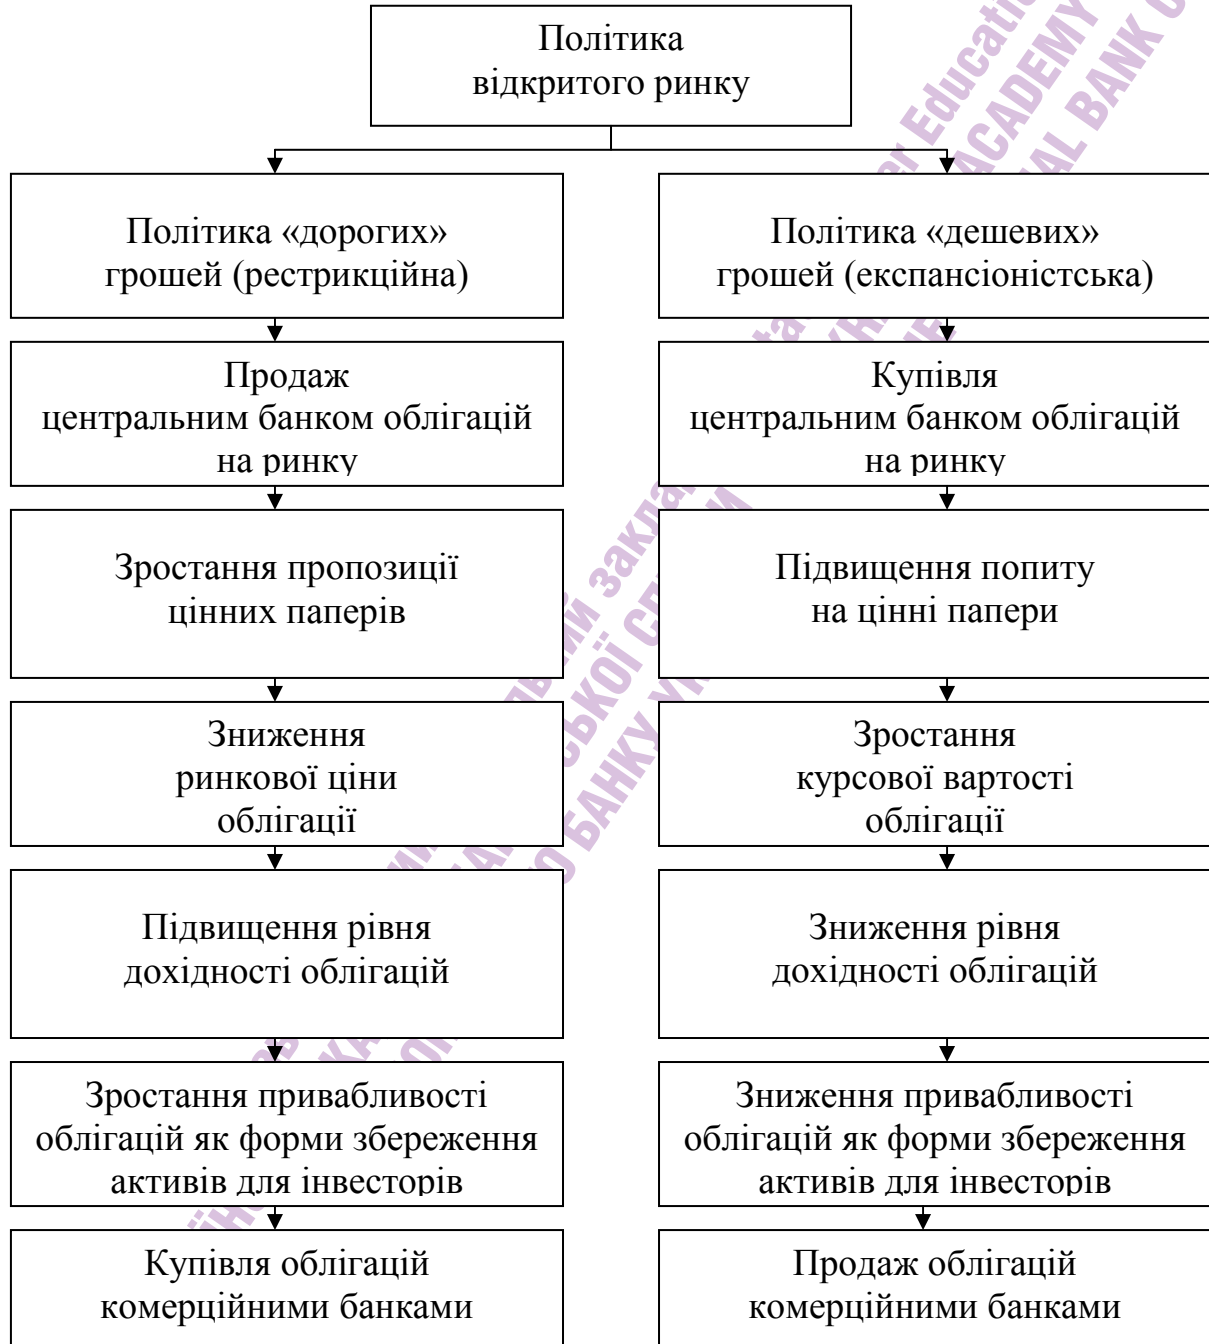 Політика
відкритого ринку
Політика «дорогих»
грошей (рестрикційна)
Політика «дешевих»
грошей (експансіоністська)
Продаж
центральним банком облігацій
на ринку
Купівля
центральним банком облігацій
на ринку
Зростання пропозиції
цінних паперів
Підвищення попиту
на цінні папери
Зниження
ринкової ціни
облігації
Зростання
курсової вартості
облігації
Підвищення рівня
дохідності облігацій
Зниження рівня
дохідності облігацій
Зростання привабливості
облігацій як форми збереження
активів для інвесторів
Зниження привабливості
облігацій як форми збереження
активів для інвесторів
Купівля облігацій
комерційними банками
Продаж облігацій
комерційними банками
ACADEMY
BANK
БАНКУ